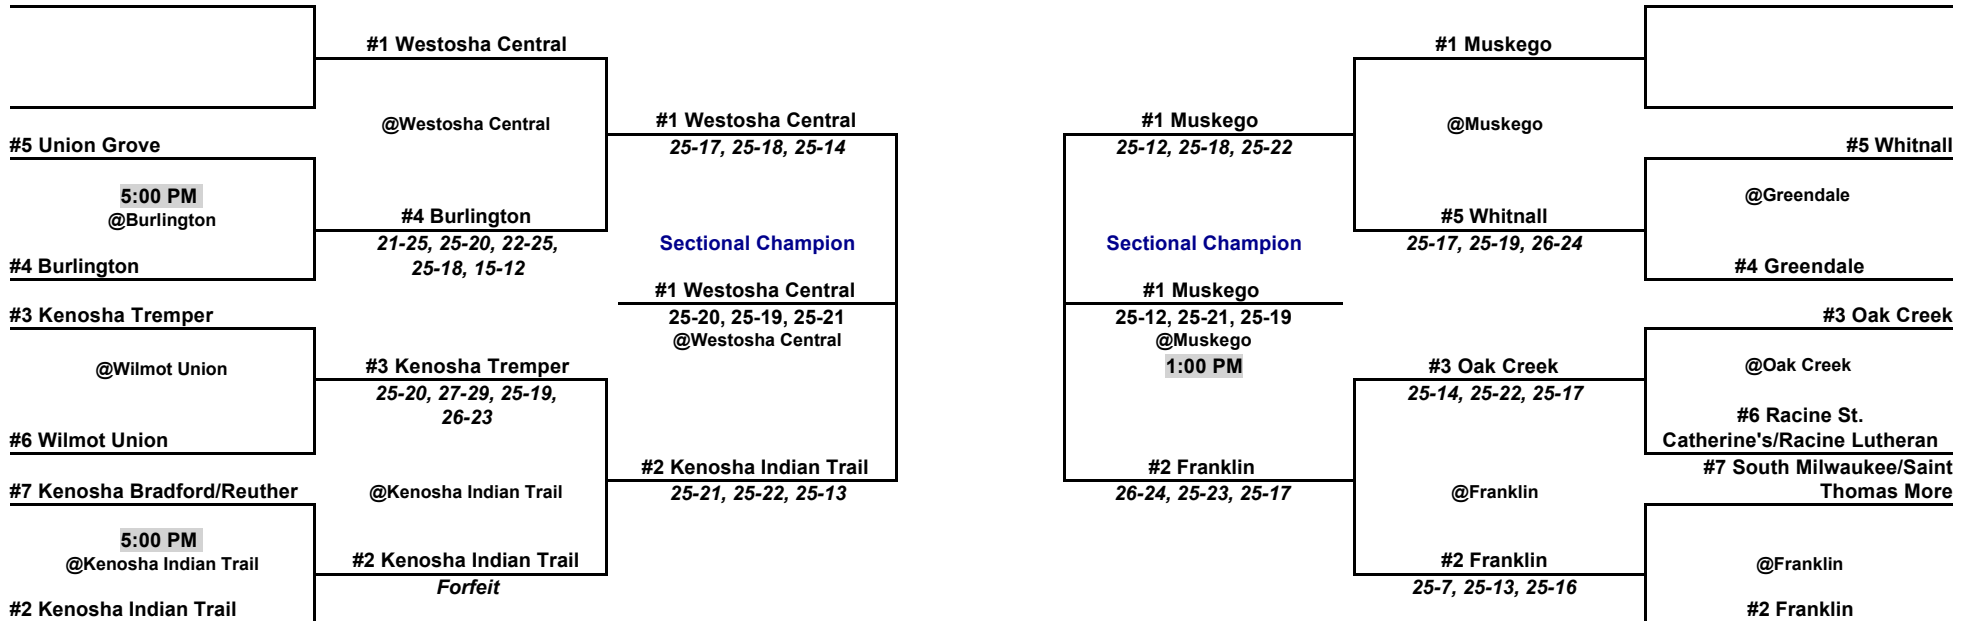 #1 Westosha Central
@Westosha Central
#5 Union Grove
5:00 PM
@Burlington
#4 Burlington
#4 Burlington
21-25, 25-20, 22-25,
25-18, 15-12
#1 Westosha Central
25-17, 25-18, 25-14
Sectional Champion
#1 Westosha Central
25-20, 25-19, 25-21
@Westosha Central
#3 Kenosha Tremper
@Wilmot Union
#6 Wilmot Union
#3 Kenosha Tremper
25-20, 27-29, 25-19,
26-23
#7 Kenosha Bradford/Reuther
5:00 PM
@Kenosha Indian Trail
#2 Kenosha Indian Trail
@Kenosha Indian Trail
#2 Kenosha Indian Trail
Forfeit
#2 Kenosha Indian Trail
25-21, 25-22, 25-13
#1 Muskego
@Muskego
#1 Muskego
25-12, 25-18, 25-22
#5 Whitnall
@Greendale
#4 Greendale
#5 Whitnall
25-17, 25-19, 26-24
Sectional Champion
#1 Muskego
25-12, 25-21, 25-19
@Muskego
1:00 PM
#3 Oak Creek
@Oak Creek
#6 Racine St.
Catherine's/Racine Lutheran
#3 Oak Creek
25-14, 25-22, 25-17
#7 South Milwaukee/Saint
Thomas More
@Franklin
#2 Franklin
@Franklin
#2 Franklin
25-7, 25-13, 25-16
#2 Franklin
26-24, 25-23, 25-17